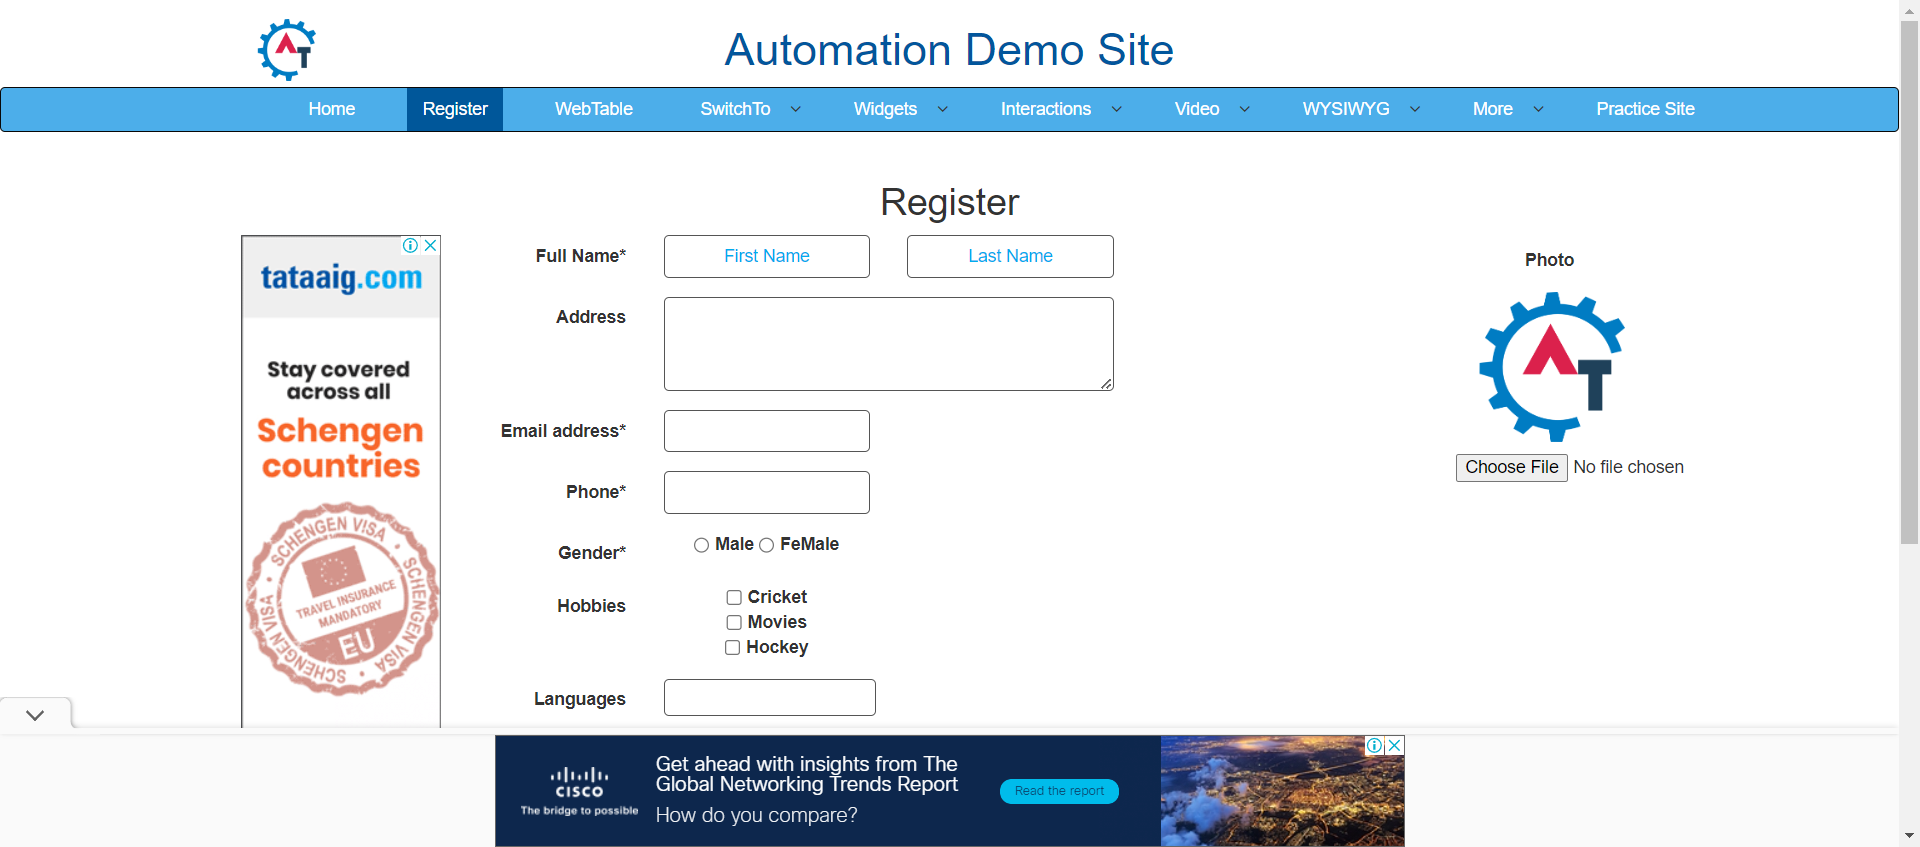 Automation Demo Site
Home Register WebTable SwitchTo Widgets Interactions Video WYSIWYG More Practice Site
Register
tataaig.com
Stay covered
across all
Schengen
countries
SCHENGEN VISA
TRAVEL INSURANCE
MANDATORY
EU
SCHENGEN VISA
SCHENGEN VISA
SCHENGEN VISA
Full Name*
First Name
Last Name
Address
Email address*
Phone*
Gender*
Male FeMale
Hobbies
Cricket
Movies
Hockey
Languages
Photo
AT
Choose File No file chosen
CISCO
The bridge to possible
Get ahead with insights from The
Global Networking Trends Report
How do you compare?
Read the report